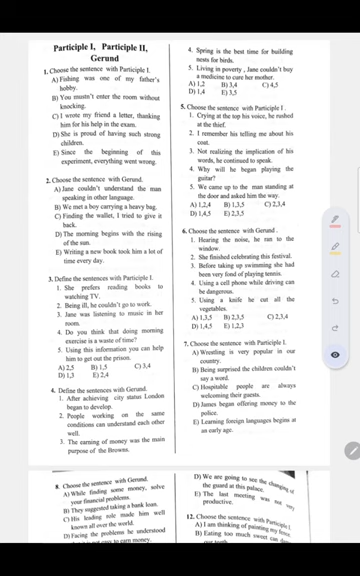 Participle I, Participle II,
Gerund
1. Choose the sentence with Participle I.
A) Fishing was one of my father's
hobby.
B) You mustn't enter the room without
knocking.
C) I wrote my friend a letter, thanking
him for his help in the exam.
D) She is proud of having such strong
children.
E) Since the beginning of this
experiment, everything went wrong.
2. Choose the sentence with Gerund.
A) Jane couldn't understand the man
speaking in other language.
B) We met a boy carrying a heavy bag.
C) Finding the wallet, I tried to give it
back.
D) The morning begins with the rising
of the sun.
E) Writing a new book took him a lot of
time every day.
3. Define the sentences with Participle I.
1. She prefers reading books to
watching TV.
2. Being ill, he couldn't go to work.
3. Jane was listening to music in her
room.
4. Do you think that doing morning
exercise is a waste of time?
5. Using this information you can help
him to get out the prison.
A) 2,5 B) 1,5 C) 3,4
D) 1,3 E) 2,4
4. Define the sentences with Gerund.
1. After achieving city status London
began to develop.
2. People working on the same
conditions can understand each other
well.
3. The earning of money was the main
purpose of the Browns.
4. Spring is the best time for building
nests for birds.
5. Living in poverty, Jane couldn't buy
a medicine to cure her mother.
A) 1,2 B) 3,4 C) 4,5
D) 1,4 E) 3,5
5. Choose the sentences with Participle I.
1. Crying at the top his voice, he rushed
at the thief.
2. I remember his telling me about his
coat.
3. Not realizing the implication of his
words, he continued to speak.
4. Why will he began playing the
guitar?
5. We came up to the man standing at
the door and asked him the way.
A) 1,2,4 B) 1,3,5 C) 2,3,4
D) 1,4,5 E) 2,3,5
6. Choose the sentences with Gerund.
1. Hearing the noise, he ran to the
window.
2. She finished celebrating this festival.
3. Before taking up swimming she had
been very fond of playing tennis.
4. Using a cell phone while driving can
be dangerous.
5. Using a knife he cut all the
vegetables.
A) 1,3,5 B) 2,3,5 C) 2,3,4
D) 1,4,5 E) 1,2,3
7. Choose the sentence with Participle I.
A) Wrestling is very popular in our
country.
B) Being surprised the children couldn't
say a word.
C) Hospitable people are always
welcoming their guests.
D) James began offering money to the
police.
E) Learning foreign languages begins at
an early age.
8. Choose the sentence with Gerund.
A) While finding some money, solve
your financial problems.
B) They suggested taking a bank loan.
C) His leading role made him well
known all over the world.
D) Facing the problems he understood
to earn money.
D) We are going to see the changing of
the guard at this palace.
E) The last meeting was not very
productive.
12. Choose the sentence with Participle I.
A) I am thinking of painting my fence.
B) Eating too much sweet can